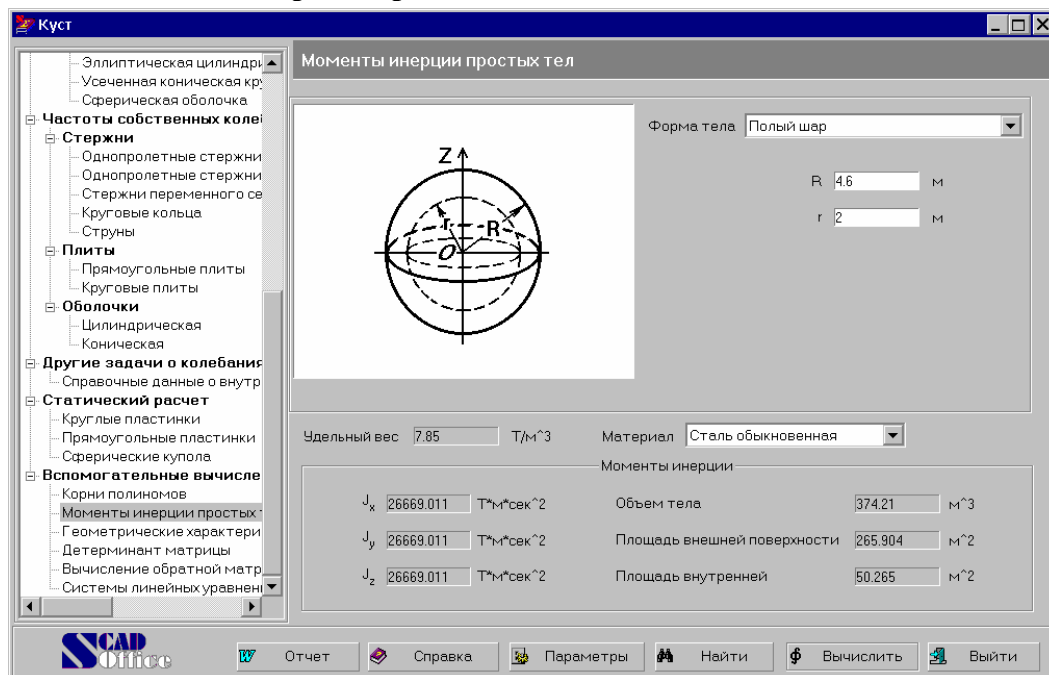 Куст
Эллиптическая цилиндр
Усеченная коническая кр
Сферическая оболочка
Частоты собственных коле
Стержни
Однопролетные стержни
Однопролетные стержни
Стержни переменного се
Круговые кольца
Струны
Плиты
Прямоугольные плиты
Круговые плиты
Оболочки
Цилиндрическая
Коническая
Другие задачи о колебания
Справочные данные о внутр
Статический расчет
Круглые пластинки
Прямоугольные пластинки
Сферические купола
Вспомогательные вычисле
Корни полиномов
Моменты инерции простых
Геометрические характери
Детерминант матрицы
Вычисление обратной матр
Системы линейных уравнен
Моменты инерции простых тел
Z
r
R
O
Форма тела Полый шар
R 4.6 м
r 2 м
Удельный вес 7.85 Т/м^3 Материал Сталь обыкновенная
Моменты инерции
Jx 26669.011 Т*м*сек^2 Объем тела 374.21 м^3
Jy 26669.011 Т*м*сек^2 Площадь внешней поверхности 265.904 м^2
Jz 26669.011 Т*м*сек^2 Площадь внутренней 50.265 м^2
SCAD Office
Отчет Справка Параметры Найти Вычислить Выйти